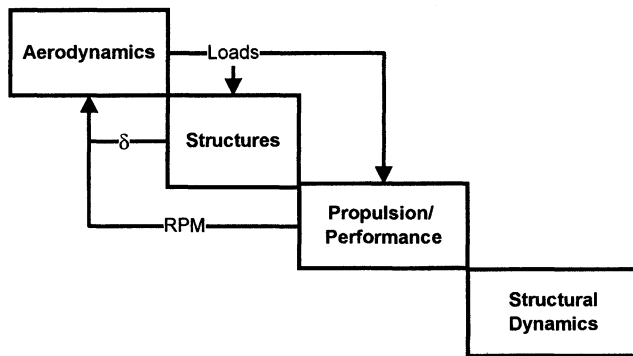 Aerodynamics
Loads
δ
Structures
RPM
Propulsion/
Performance
Structural
Dynamics